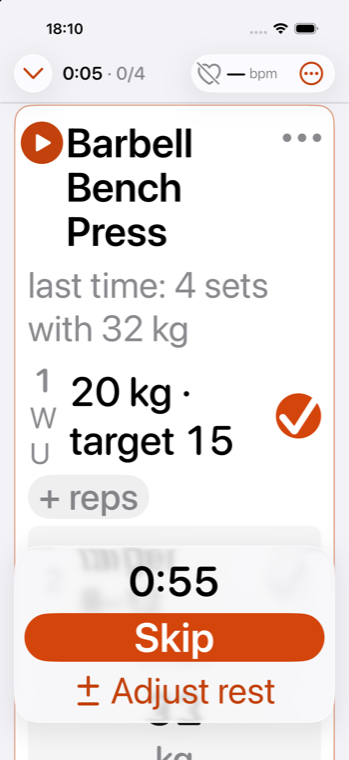 18:10
0:05 · 0/4
— bpm
Barbell
Bench
Press
last time: 4 sets
with 32 kg
1
W
U
20 kg ·
target 15
+ reps
0:55
Skip
± Adjust rest
kg